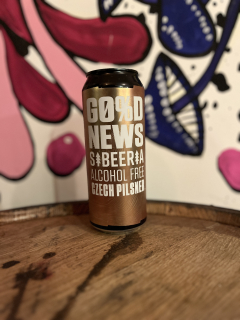 GO%D
NEWS
S‡BEER‡A
ALCOHOL FREE
CZECH PILSNER